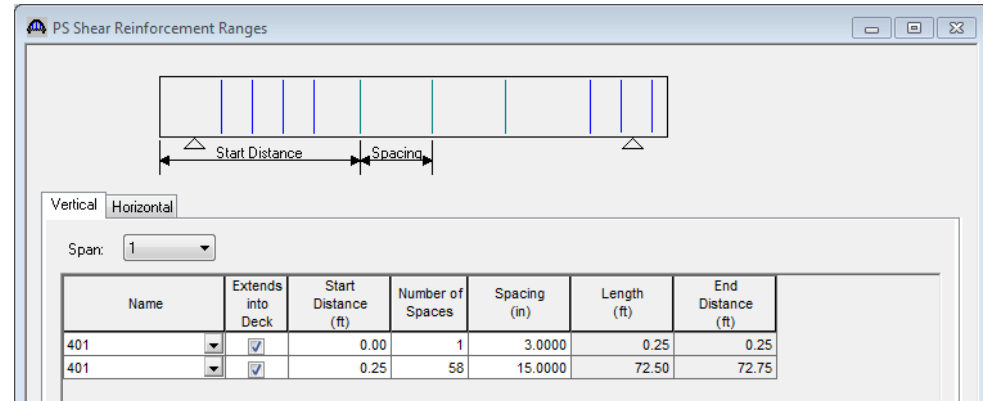 PS Shear Reinforcement Ranges
Start Distance Spacing
Vertical Horizontal
Span: 1
Name Extends into Deck Start Distance (ft) Number of Spaces Spacing (in) Length (ft) End Distance (ft)
401 0.00 1 3.0000 0.25 0.25
401 0.25 58 15.0000 72.50 72.75